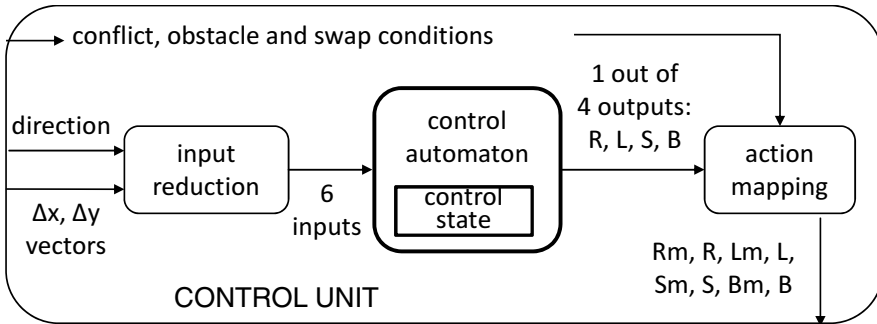 conflict, obstacle and swap conditions
1 out of
4 outputs:
R, L, S, B
direction
input
reduction
control
automaton
action
mapping
control
state
6
inputs
Δx, Δy
vectors
Rm, R, Lm, L,
Sm, S, Bm, B
CONTROL UNIT